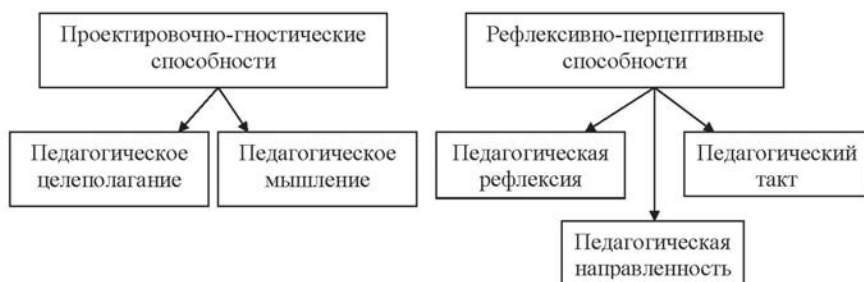 Проектировочно-гностические
способности
Рефлексивно-перцептивные
способности
Педагогическое
целеполагание
Педагогическое
мышление
Педагогическая
рефлексия
Педагогический
такт
Педагогическая
направленность